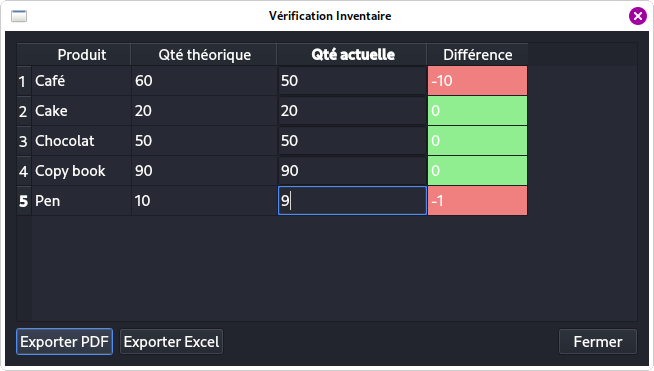 Vérification Inventaire
Produit Qté théorique Qté actuelle Différence
1 Café 60 50 -10
2 Cake 20 20 0
3 Chocolat 50 50 0
4 Copy book 90 90 0
5 Pen 10 9 -1
Exporter PDF Exporter Excel Fermer